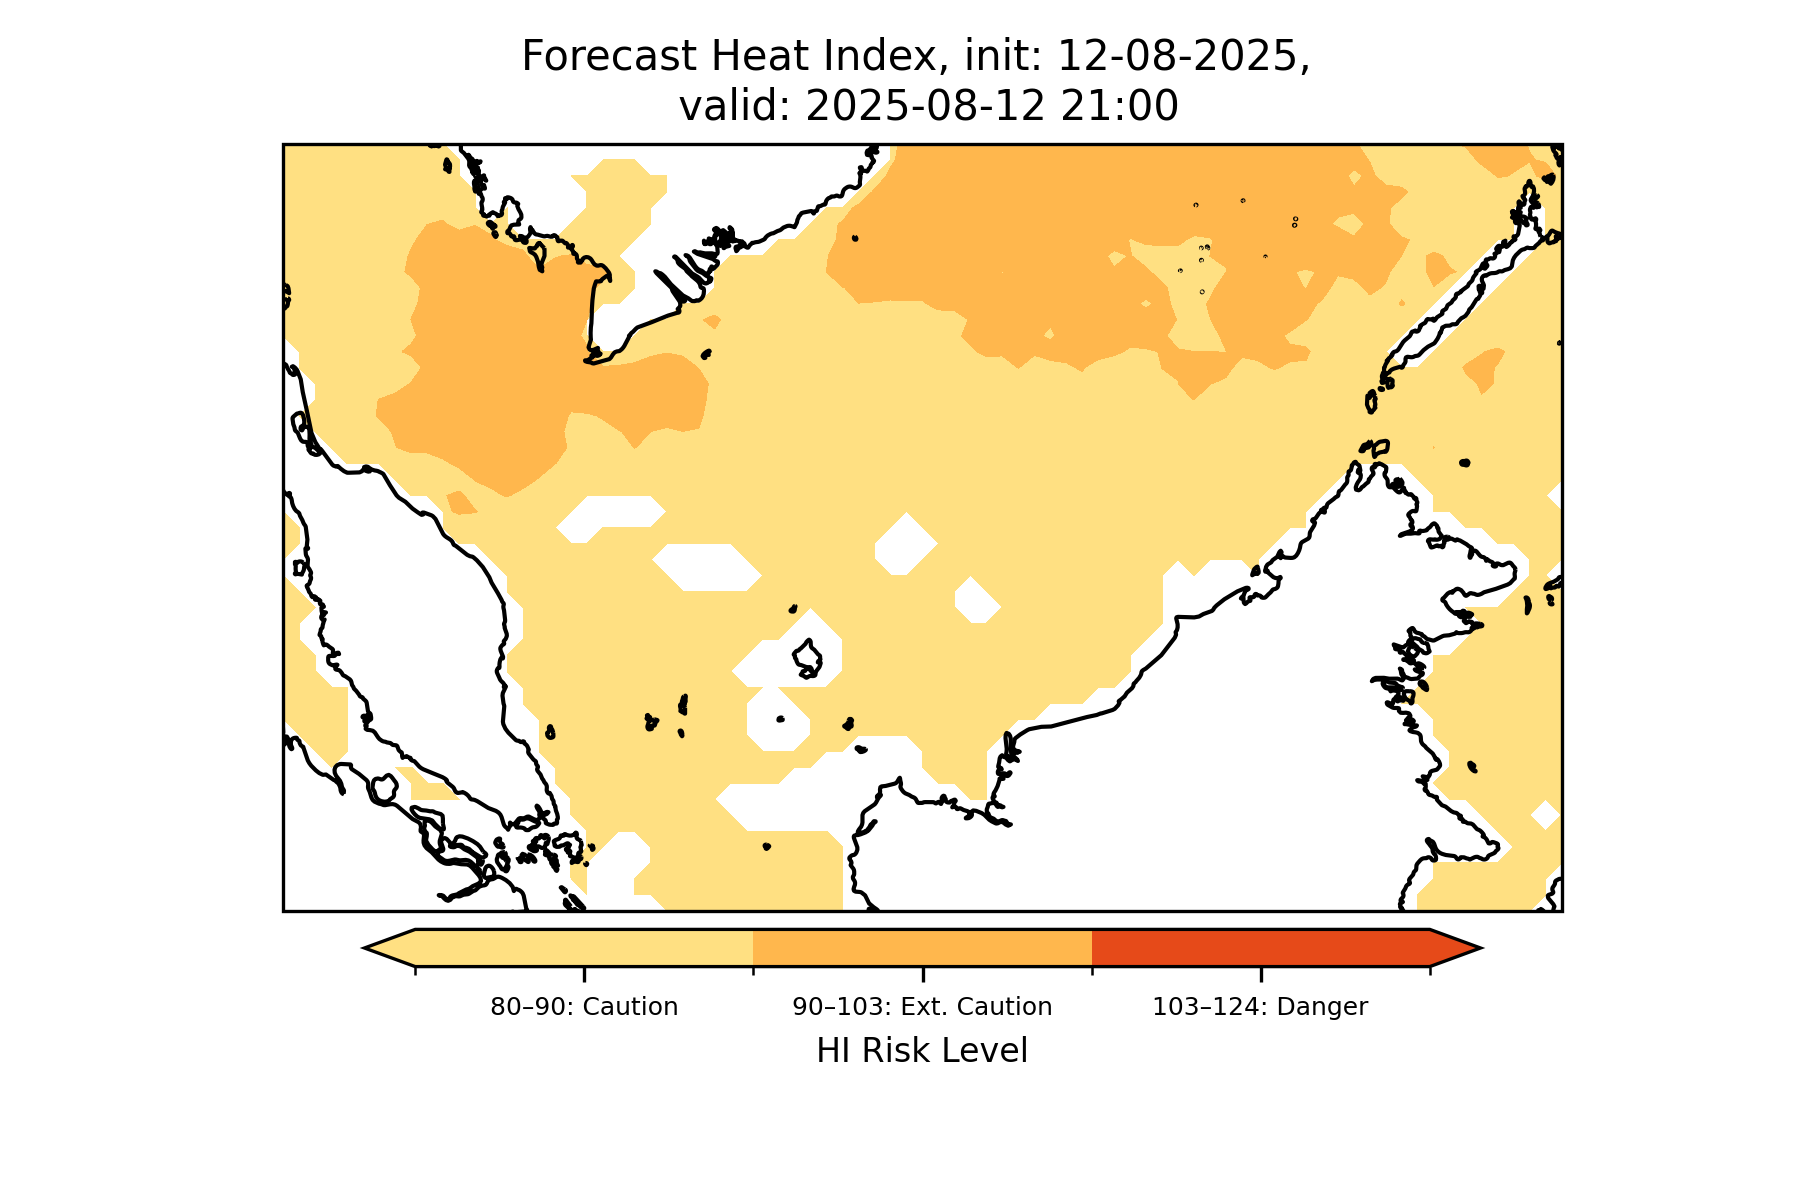 Forecast Heat Index, init: 12-08-2025,
valid: 2025-08-12 21:00
80–90: Caution
90–103: Ext. Caution
103–124: Danger
HI Risk Level